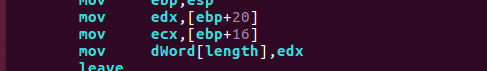 mov ebp,esp
mov edx,[ebp+20]
mov ecx,[ebp+16]
mov dWord[length],edx
leave